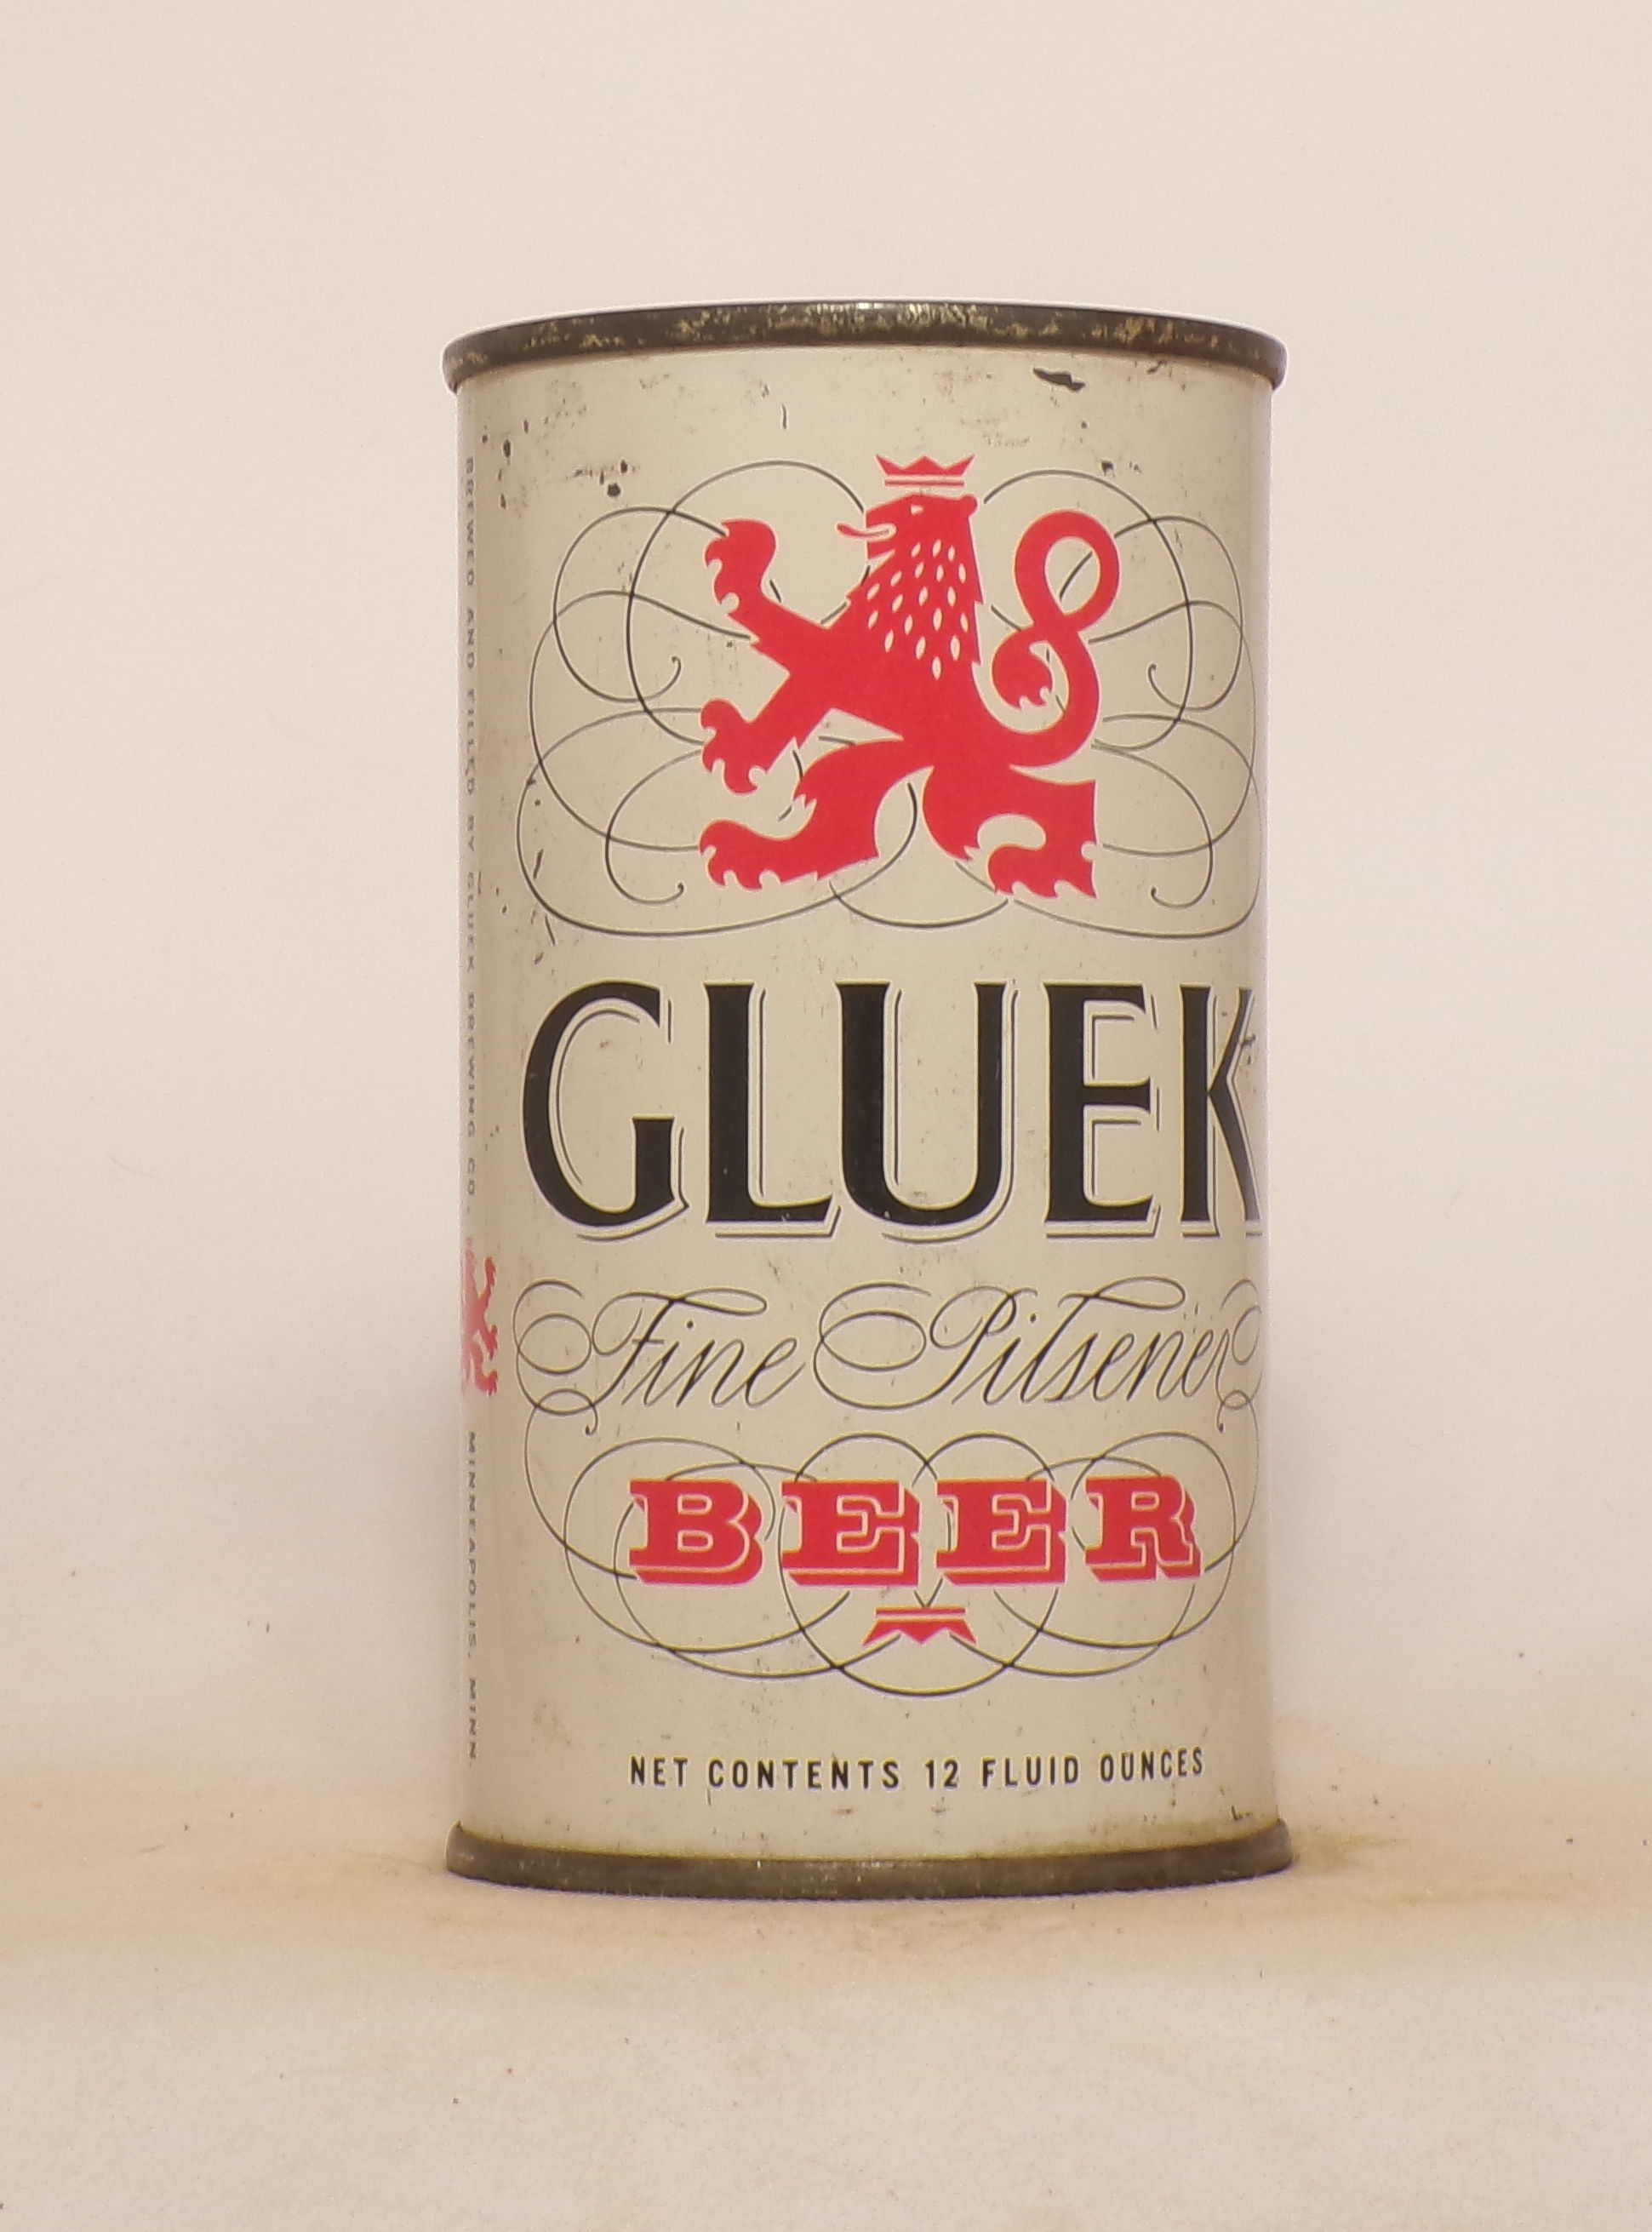 GLUEK
Fine Pilsener
BEER
NET CONTENTS 12 FLUID OUNCES
BREWED AND FILLED BY GLUEK BREWING CO. MINNEAPOLIS, MINN.